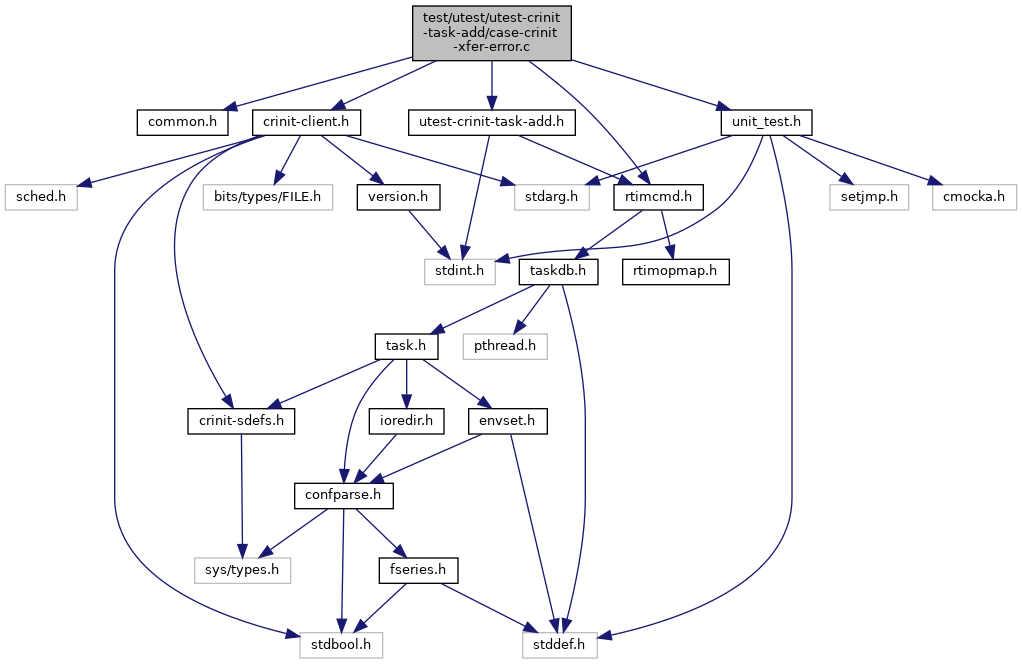 test/utest/utest-crinit
-task-add/case-crinit
-xfer-error.c
common.h
crinit-client.h
utest-crinit-task-add.h
unit_test.h
sched.h
bits/types/FILE.h
version.h
stdarg.h
rtimcmd.h
setjmp.h
cmocka.h
stdint.h
taskdb.h
rtimopmap.h
task.h
pthread.h
crinit-sdefs.h
ioredir.h
envset.h
confparse.h
sys/types.h
fseries.h
stdbool.h
stddef.h